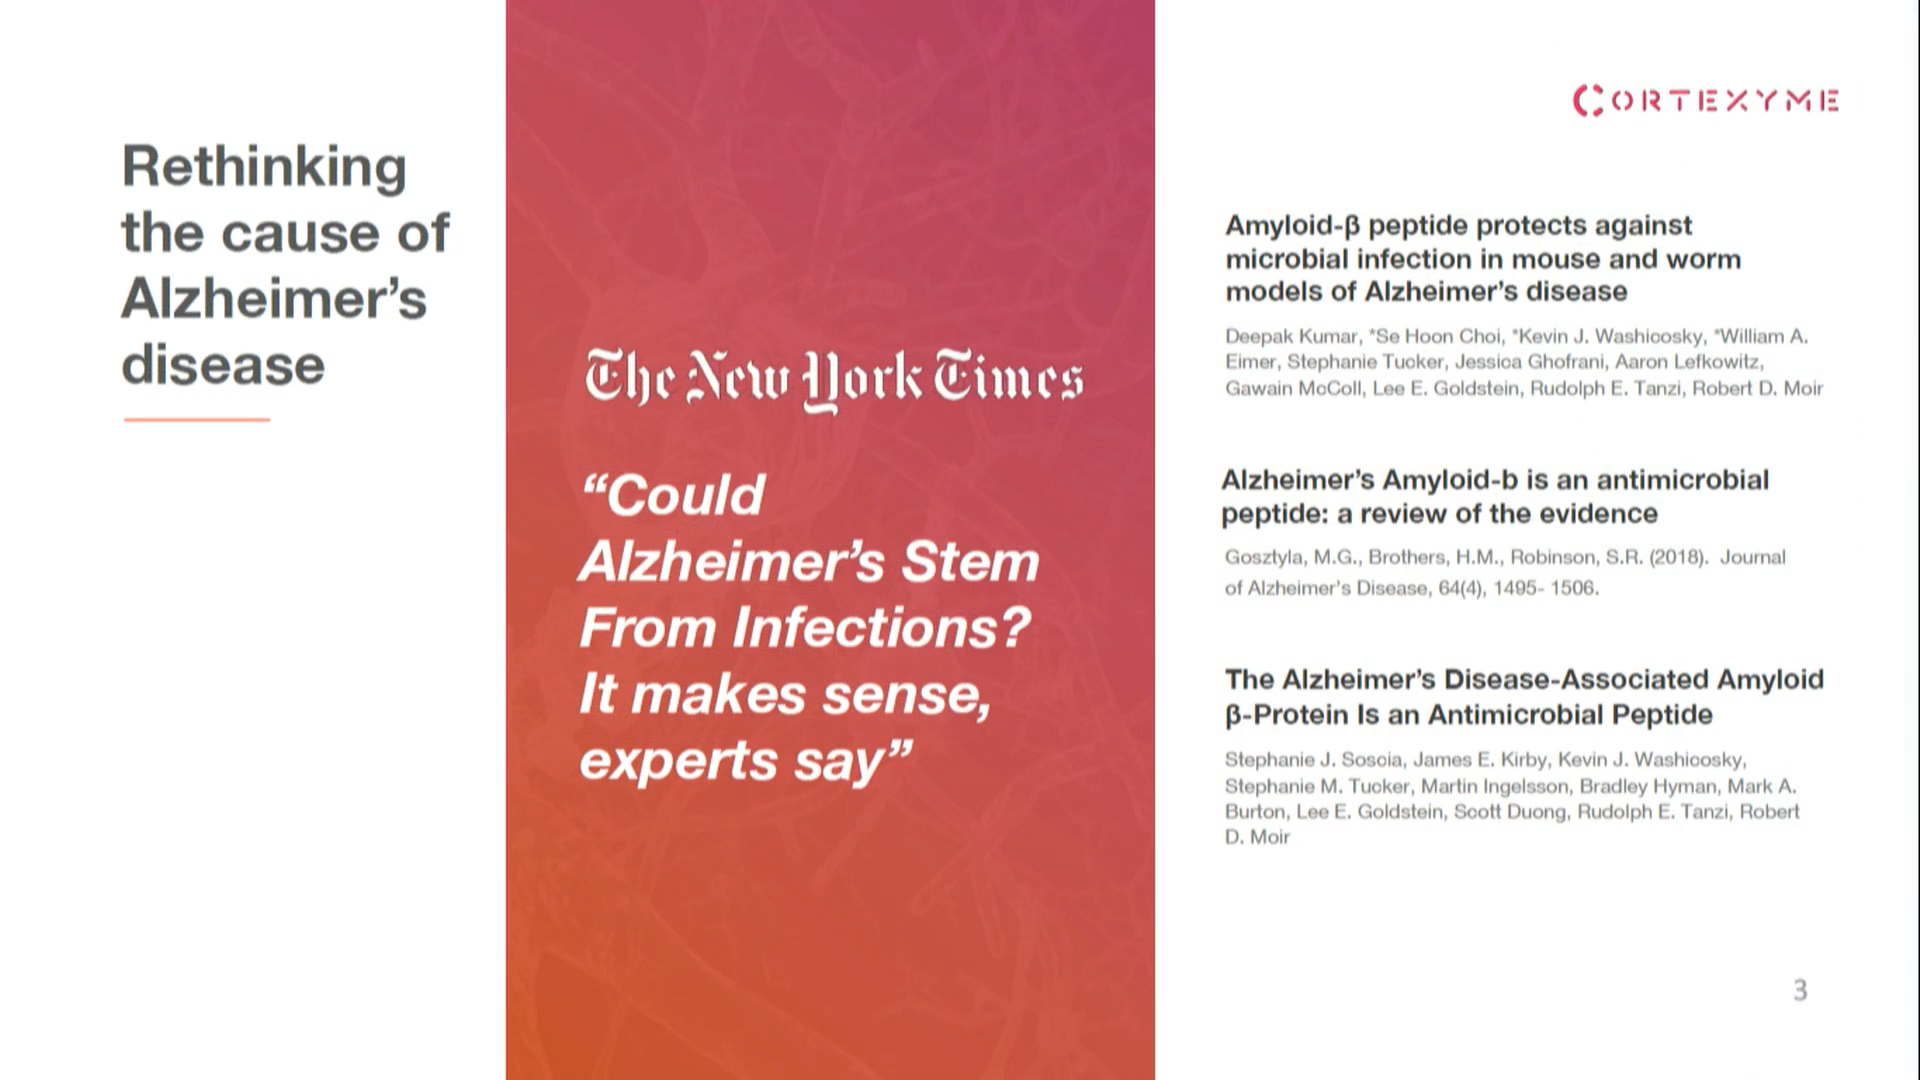 Rethinking
the cause of
Alzheimer’s
disease
The New York Times
“Could
Alzheimer’s Stem
From Infections?
It makes sense,
experts say”
CORTEXYME
Amyloid-β peptide protects against
microbial infection in mouse and worm
models of Alzheimer’s disease
Deepak Kumar, *Se Hoon Choi, *Kevin J. Washicosky, *William A.
Eimer, Stephanie Tucker, Jessica Ghofrani, Aaron Lefkowitz,
Gawain McColl, Lee E. Goldstein, Rudolph E. Tanzi, Robert D. Moir
Alzheimer’s Amyloid-b is an antimicrobial
peptide: a review of the evidence
Gosztyla, M.G., Brothers, H.M., Robinson, S.R. (2018). Journal
of Alzheimer's Disease, 64(4), 1495- 1506.
The Alzheimer’s Disease-Associated Amyloid
β-Protein Is an Antimicrobial Peptide
Stephanie J. Soscia, James E. Kirby, Kevin J. Washicosky,
Stephanie M. Tucker, Martin Ingelsson, Bradley Hyman, Mark A.
Burton, Lee E. Goldstein, Scott Duong, Rudolph E. Tanzi, Robert
D. Moir
3